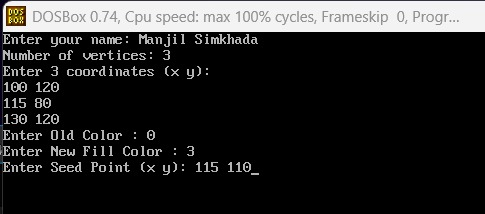 DOS BOX
DOSBox 0.74, Cpu speed: max 100% cycles, Frameskip 0, Progr...
Enter your name: Manjil Simkhada
Number of vertices: 3
Enter 3 coordinates (x y):
100 120
115 80
130 120
Enter Old Color : 0
Enter New Fill Color : 3
Enter Seed Point (x y): 115 110_